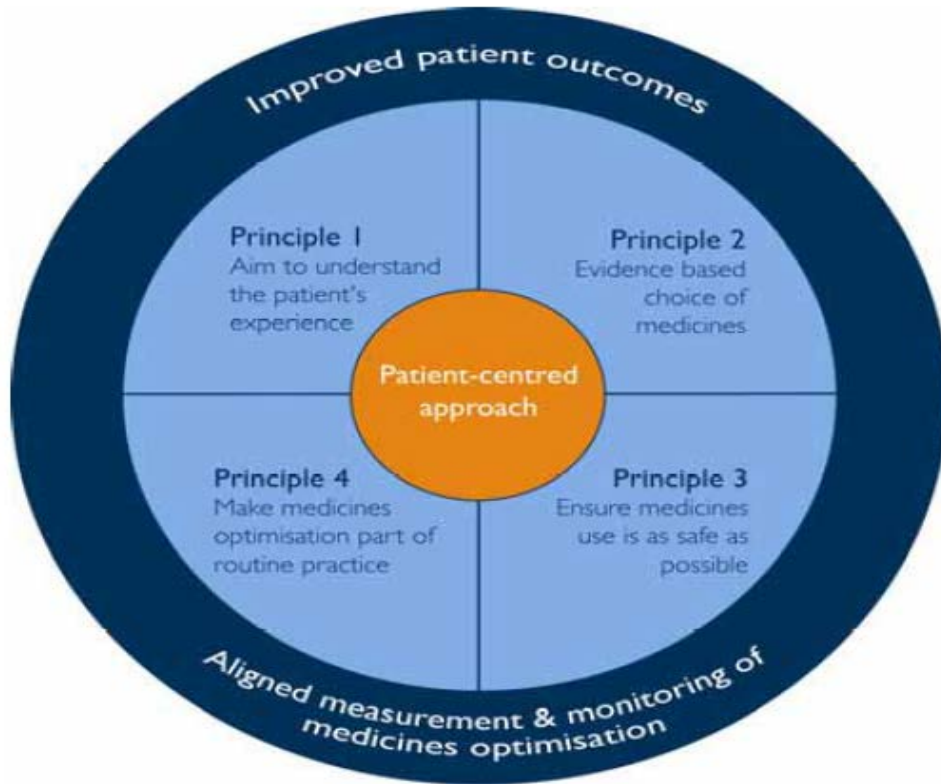 Improved patient outcomes
Principle 1
Aim to understand
the patient's
experience
Principle 2
Evidence based
choice of
medicines
Patient-centred
approach
Principle 4
Make medicines
optimisation part of
routine practice
Principle 3
Ensure medicines
use is as safe as
possible
Aligned measurement & monitoring of
medicines optimisation